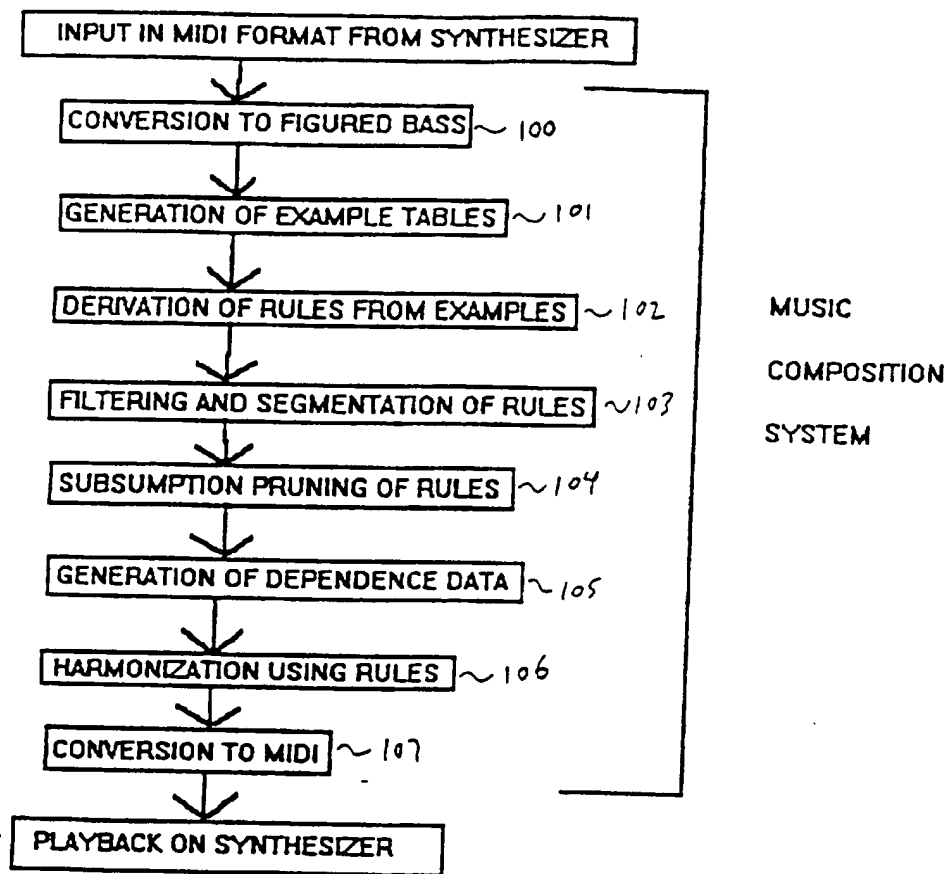 INPUT IN MIDI FORMAT FROM SYNTHESIZER
CONVERSION TO FIGURED BASS ~ 100
GENERATION OF EXAMPLE TABLES ~ 101
DERIVATION OF RULES FROM EXAMPLES ~ 102
FILTERING AND SEGMENTATION OF RULES ~ 103
SUBSUMPTION PRUNING OF RULES ~ 104
GENERATION OF DEPENDENCE DATA ~ 105
HARMONIZATION USING RULES ~ 106
CONVERSION TO MIDI ~ 107
PLAYBACK ON SYNTHESIZER
MUSIC
COMPOSITION
SYSTEM